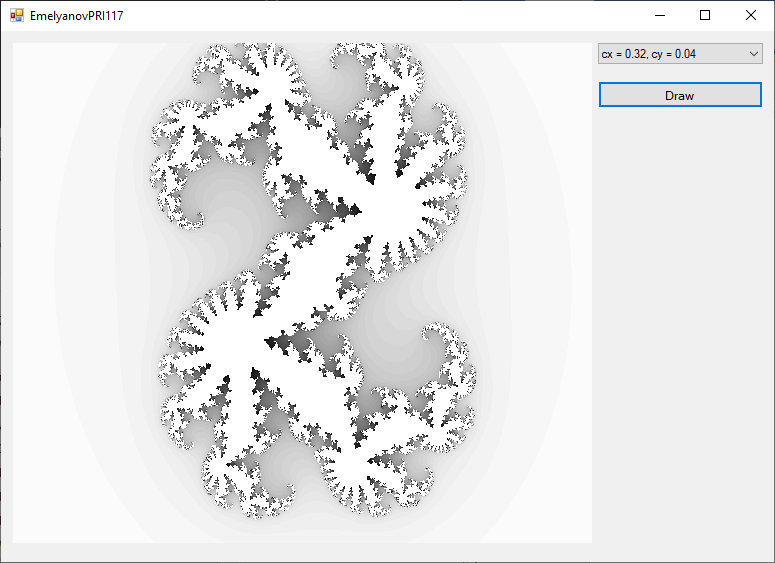 EmelyanovPRI117
cx = 0.32, cy = 0.04
Draw